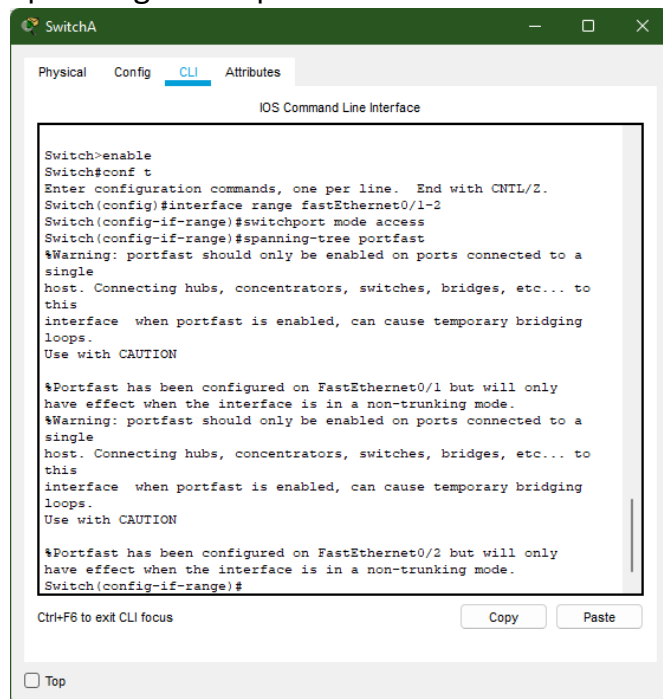 SwitchA
Physical Config CLI Attributes
IOS Command Line Interface
Switch>enable
Switch#conf t
Enter configuration commands, one per line.  End with CNTL/Z.
Switch(config)#interface range fastEthernet0/1-2
Switch(config-if-range)#switchport mode access
Switch(config-if-range)#spanning-tree portfast
%Warning: portfast should only be enabled on ports connected to a
single
host. Connecting hubs, concentrators, switches, bridges, etc... to
this
interface  when portfast is enabled, can cause temporary bridging
loops.
Use with CAUTION
%Portfast has been configured on FastEthernet0/1 but will only
have effect when the interface is in a non-trunking mode.
%Warning: portfast should only be enabled on ports connected to a
single
host. Connecting hubs, concentrators, switches, bridges, etc... to
this
interface  when portfast is enabled, can cause temporary bridging
loops.
Use with CAUTION
%Portfast has been configured on FastEthernet0/2 but will only
have effect when the interface is in a non-trunking mode.
Switch(config-if-range)#
Ctrl+F6 to exit CLI focus
Copy Paste
Top